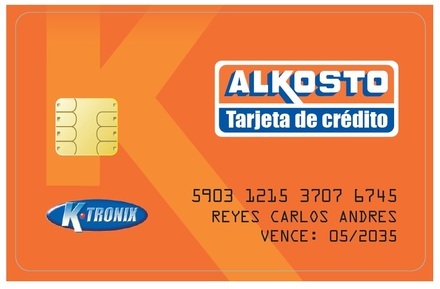 ALKOSTO
Tarjeta de crédito
5903 1215 3707 6745
K·TRONIX
REYES CARLOS ANDRES
VENCE: 05/2035